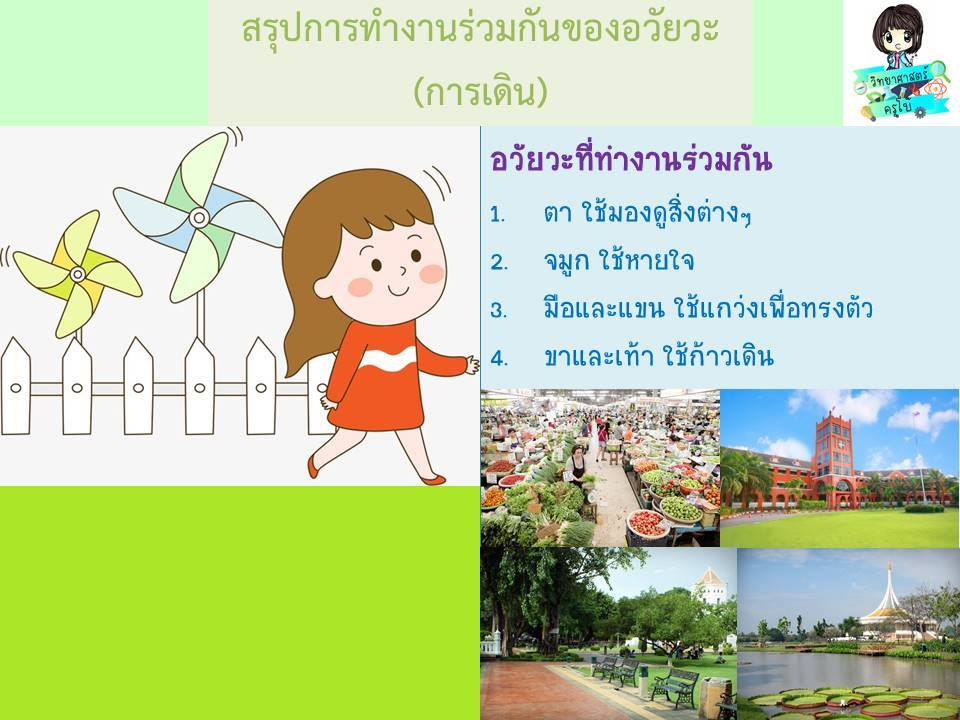 สรุปการทำงานร่วมกันของอวัยวะ
(การเดิน)
วิทยาศาสตร์
ครูใบ
อวัยวะที่ทำงานร่วมกัน
1. ตา ใช้มองดูสิ่งต่างๆ
2. จมูก ใช้หายใจ
3. มือและแขน ใช้แกว่งเพื่อทรงตัว
4. ขาและเท้า ใช้ก้าวเดิน